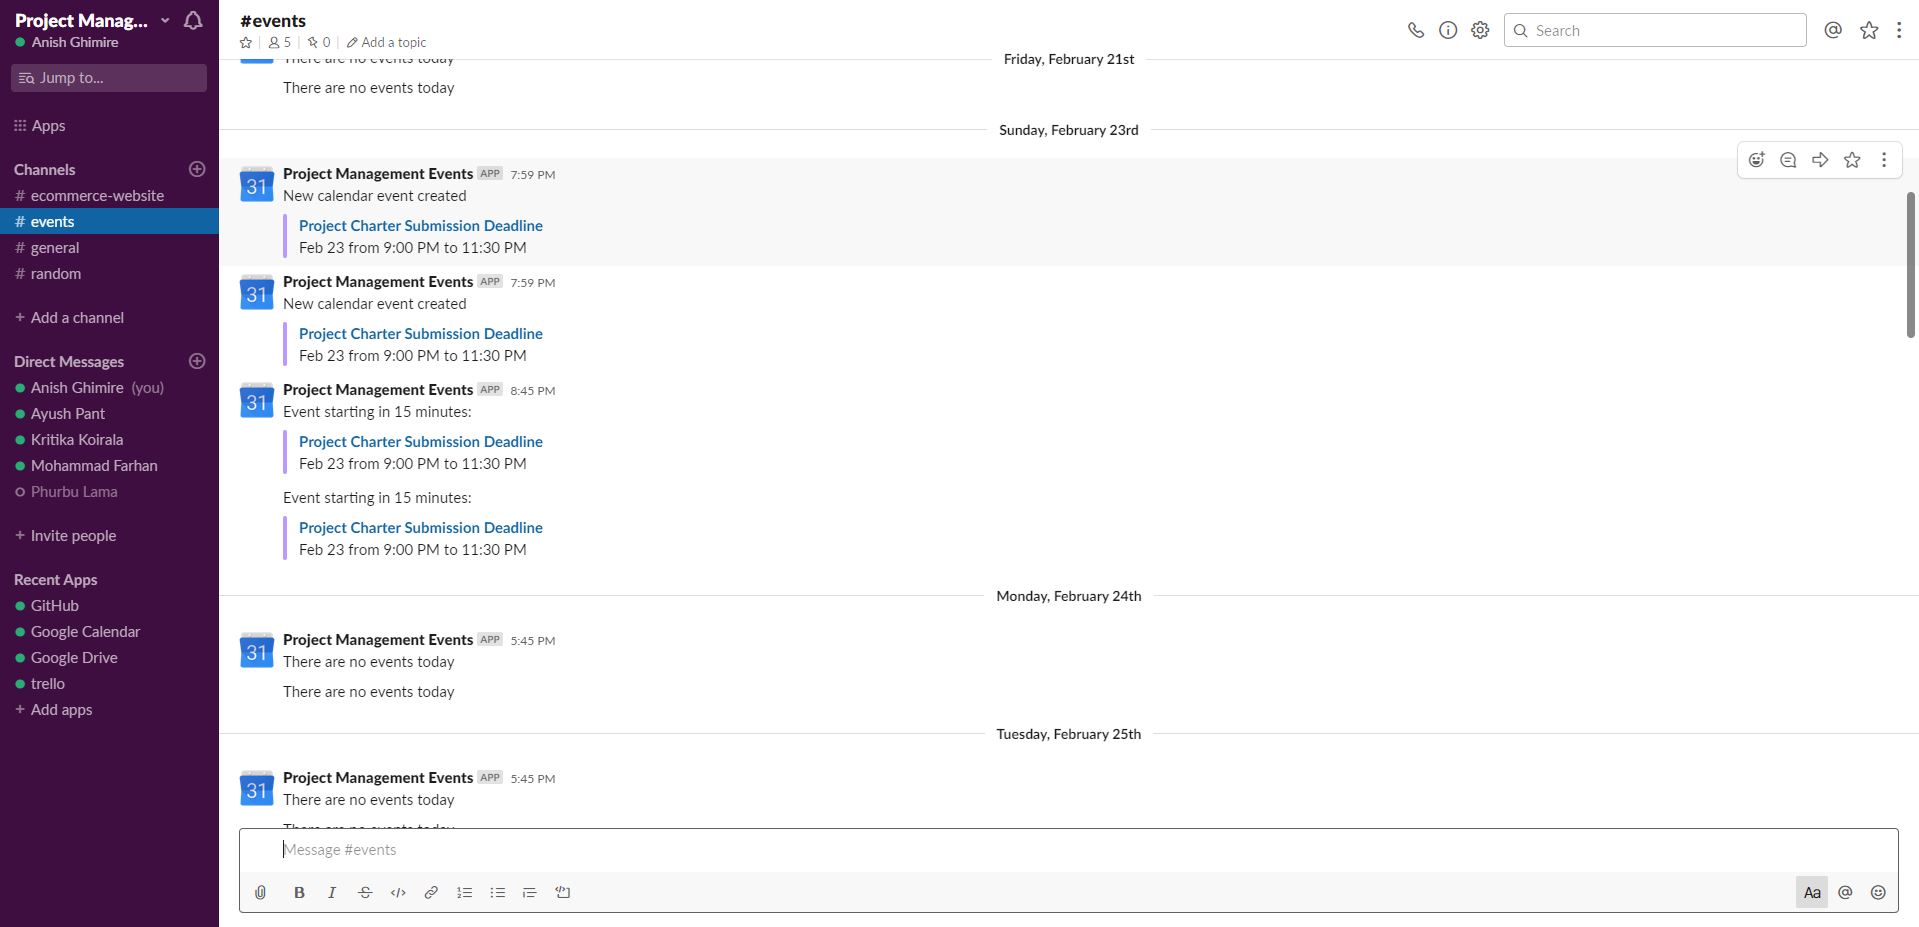 Project Manag...
Anish Ghimire
Jump to...
Apps
Channels
# ecommerce-website
# events
# general
# random
+ Add a channel
Direct Messages
Anish Ghimire (you)
Ayush Pant
Kritika Koirala
Mohammad Farhan
Phurbu Lama
+ Invite people
Recent Apps
GitHub
Google Calendar
Google Drive
trello
+ Add apps
#events
5 | 0 | Add a topic
Search
There are no events today
Friday, February 21st
There are no events today
Sunday, February 23rd
31
Project Management Events APP 7:59 PM
New calendar event created
Project Charter Submission Deadline
Feb 23 from 9:00 PM to 11:30 PM
31
Project Management Events APP 7:59 PM
New calendar event created
Project Charter Submission Deadline
Feb 23 from 9:00 PM to 11:30 PM
31
Project Management Events APP 8:45 PM
Event starting in 15 minutes:
Project Charter Submission Deadline
Feb 23 from 9:00 PM to 11:30 PM
Event starting in 15 minutes:
Project Charter Submission Deadline
Feb 23 from 9:00 PM to 11:30 PM
Monday, February 24th
31
Project Management Events APP 5:45 PM
There are no events today
There are no events today
Tuesday, February 25th
31
Project Management Events APP 5:45 PM
There are no events today
There are no events today
Message #events
B I S </>
Aa @